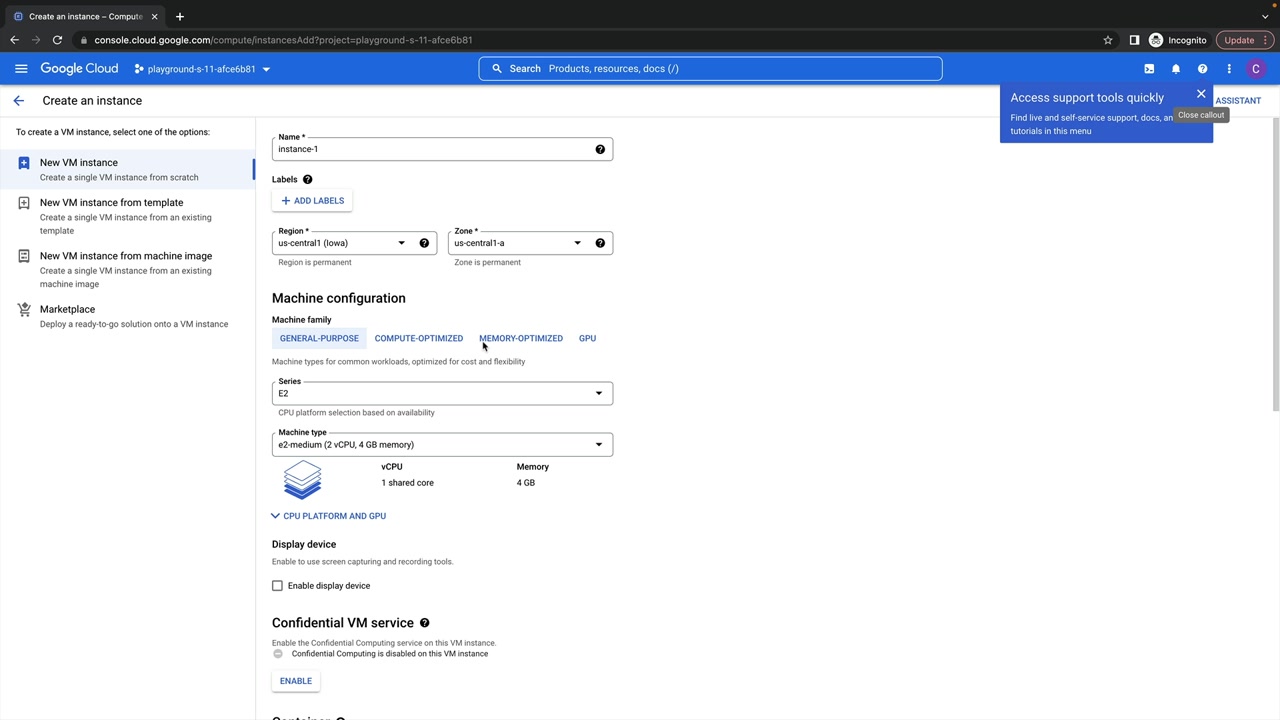 Create an instance – Compute
console.cloud.google.com/compute/instancesAdd?project=playground-s-11-afce6b81
Incognito
Update
Google Cloud
playground-s-11-afce6b81
Search Products, resources, docs (/)
C
Create an instance
ASSISTANT
Access support tools quickly
Find live and self-service support, docs, an
tutorials in this menu
Close callout
To create a VM instance, select one of the options:
New VM instance
Create a single VM instance from scratch
New VM instance from template
Create a single VM instance from an existing
template
New VM instance from machine image
Create a single VM instance from an existing
machine image
Marketplace
Deploy a ready-to-go solution onto a VM instance
Name *
instance-1
Labels
ADD LABELS
Region *
us-central1 (Iowa)
Region is permanent
Zone *
us-central1-a
Zone is permanent
Machine configuration
Machine family
GENERAL-PURPOSE COMPUTE-OPTIMIZED MEMORY-OPTIMIZED GPU
Machine types for common workloads, optimized for cost and flexibility
Series
E2
CPU platform selection based on availability
Machine type
e2-medium (2 vCPU, 4 GB memory)
vCPU Memory
1 shared core 4 GB
CPU PLATFORM AND GPU
Display device
Enable to use screen capturing and recording tools.
Enable display device
Confidential VM service
Enable the Confidential Computing service on this VM instance.
Confidential Computing is disabled on this VM instance
ENABLE
Container